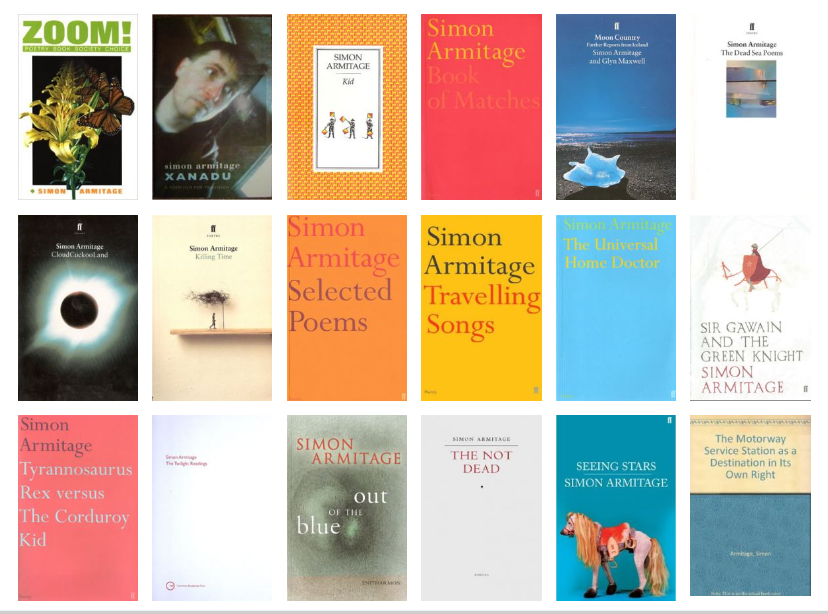 ZOOM!
POETRY BOOK SOCIETY CHOICE
SIMON ARMITAGE
simon armitage
XANADU
SIMON
ARMITAGE
Kid
Simon
Armitage
Book
of Matches
ff
Moon Country
Further Reports from Iceland
Simon Armitage
and Glyn Maxwell
ff
Simon Armitage
The Dead Sea Poems
ff
Simon Armitage
CloudCuckooLand
ff
Simon Armitage
Killing Time
Simon
Armitage
Selected
Poems
Simon
Armitage
Travelling
Songs
ff
Simon Armitage
The Universal
Home Doctor
SIR GAWAIN
AND THE
GREEN KNIGHT
SIMON
ARMITAGE
ff
Simon
Armitage
Tyrannosaurus
Rex versus
The Corduroy
Kid
Simon Armitage
The Twilight Readings
SIMON
ARMITAGE
out
OF THE
blue
ENITHARMON
SIMON ARMITAGE
THE NOT
DEAD
ff
SEEING STARS
SIMON ARMITAGE
The Motorway
Service Station as a
Destination in Its
Own Right
Armitage, Simon